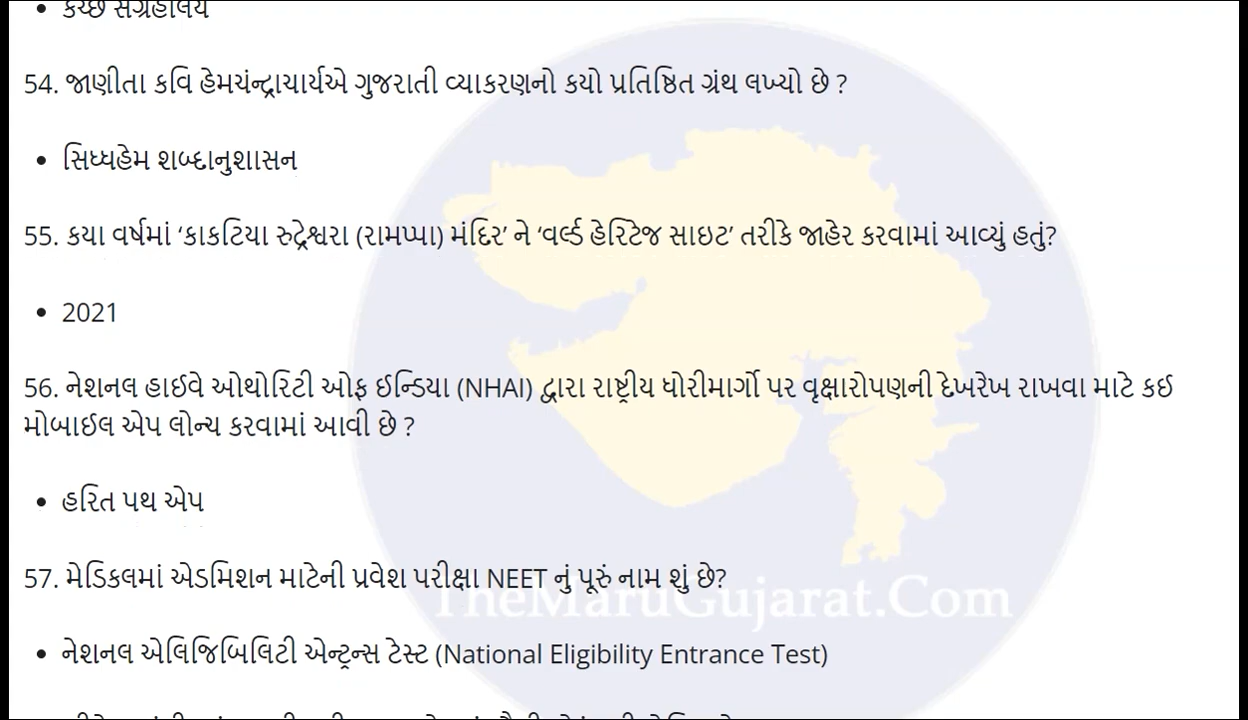 • કચ્છ સંગ્રહાલય
54. જાણીતા કવિ હેમચંન્દ્રાચાર્યએ ગુજરાતી વ્યાકરણનો કયો પ્રતિષ્ઠિત ગ્રંથ લખ્યો છે ?
• સિધ્ધહેમ શબ્દાનુશાસન
55. કયા વર્ષમાં ‘કાકટિયા રુદ્રેશ્વરા (રામપ્પા) મંદિર’ ને ‘વર્લ્ડ હેરિટેજ સાઇટ’ તરીકે જાહેર કરવામાં આવ્યું હતું?
• 2021
56. નેશનલ હાઈવે ઓથોરિટી ઓફ ઈન્ડિયા (NHAI) દ્વારા રાષ્ટ્રીય ધોરીમાર્ગો પર વૃક્ષારોપણની દેખરેખ રાખવા માટે કઈ
મોબાઈલ એપ લોન્ચ કરવામાં આવી છે ?
• હરિત પથ એપ
57. મેડિકલમાં એડમિશન માટેની પ્રવેશ પરીક્ષા NEET નું પૂરું નામ શું છે?
TheMaruGujarat.Com
• નેશનલ એલિજિબિલિટી એન્ટ્રન્સ ટેસ્ટ (National Eligibility Entrance Test)